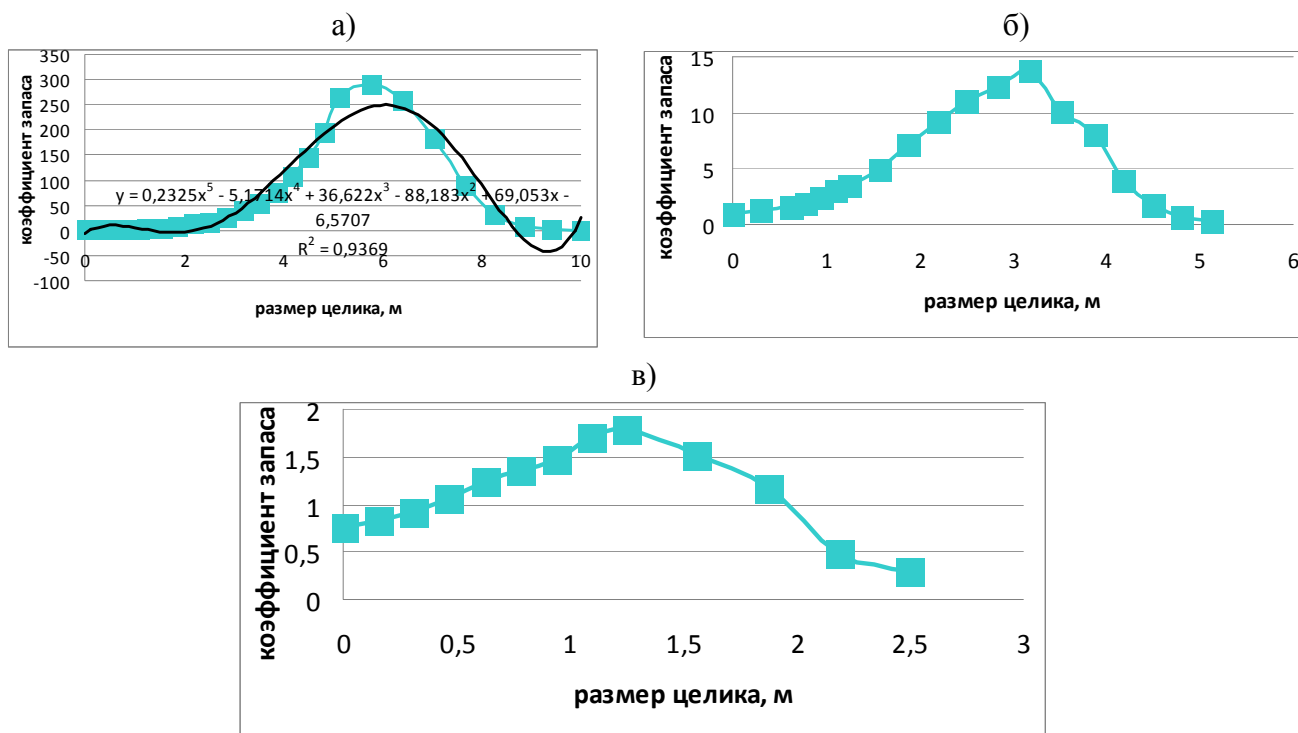 а)
350
300
250
200
150
100
50
0
-50
-100
0 2 4 6 8 10
коэффициент запаса
y = 0,2325x⁵ - 5,1714x⁴ + 36,622x³ - 88,183x² + 69,053x -
6,5707
R² = 0,9369
размер целика, м
б)
15
10
5
0
0 1 2 3 4 5 6
коэффициент запаса
размер целика, м
в)
2
1,5
1
0,5
0
0 0,5 1 1,5 2 2,5 3
коэффициент запаса
размер целика, м